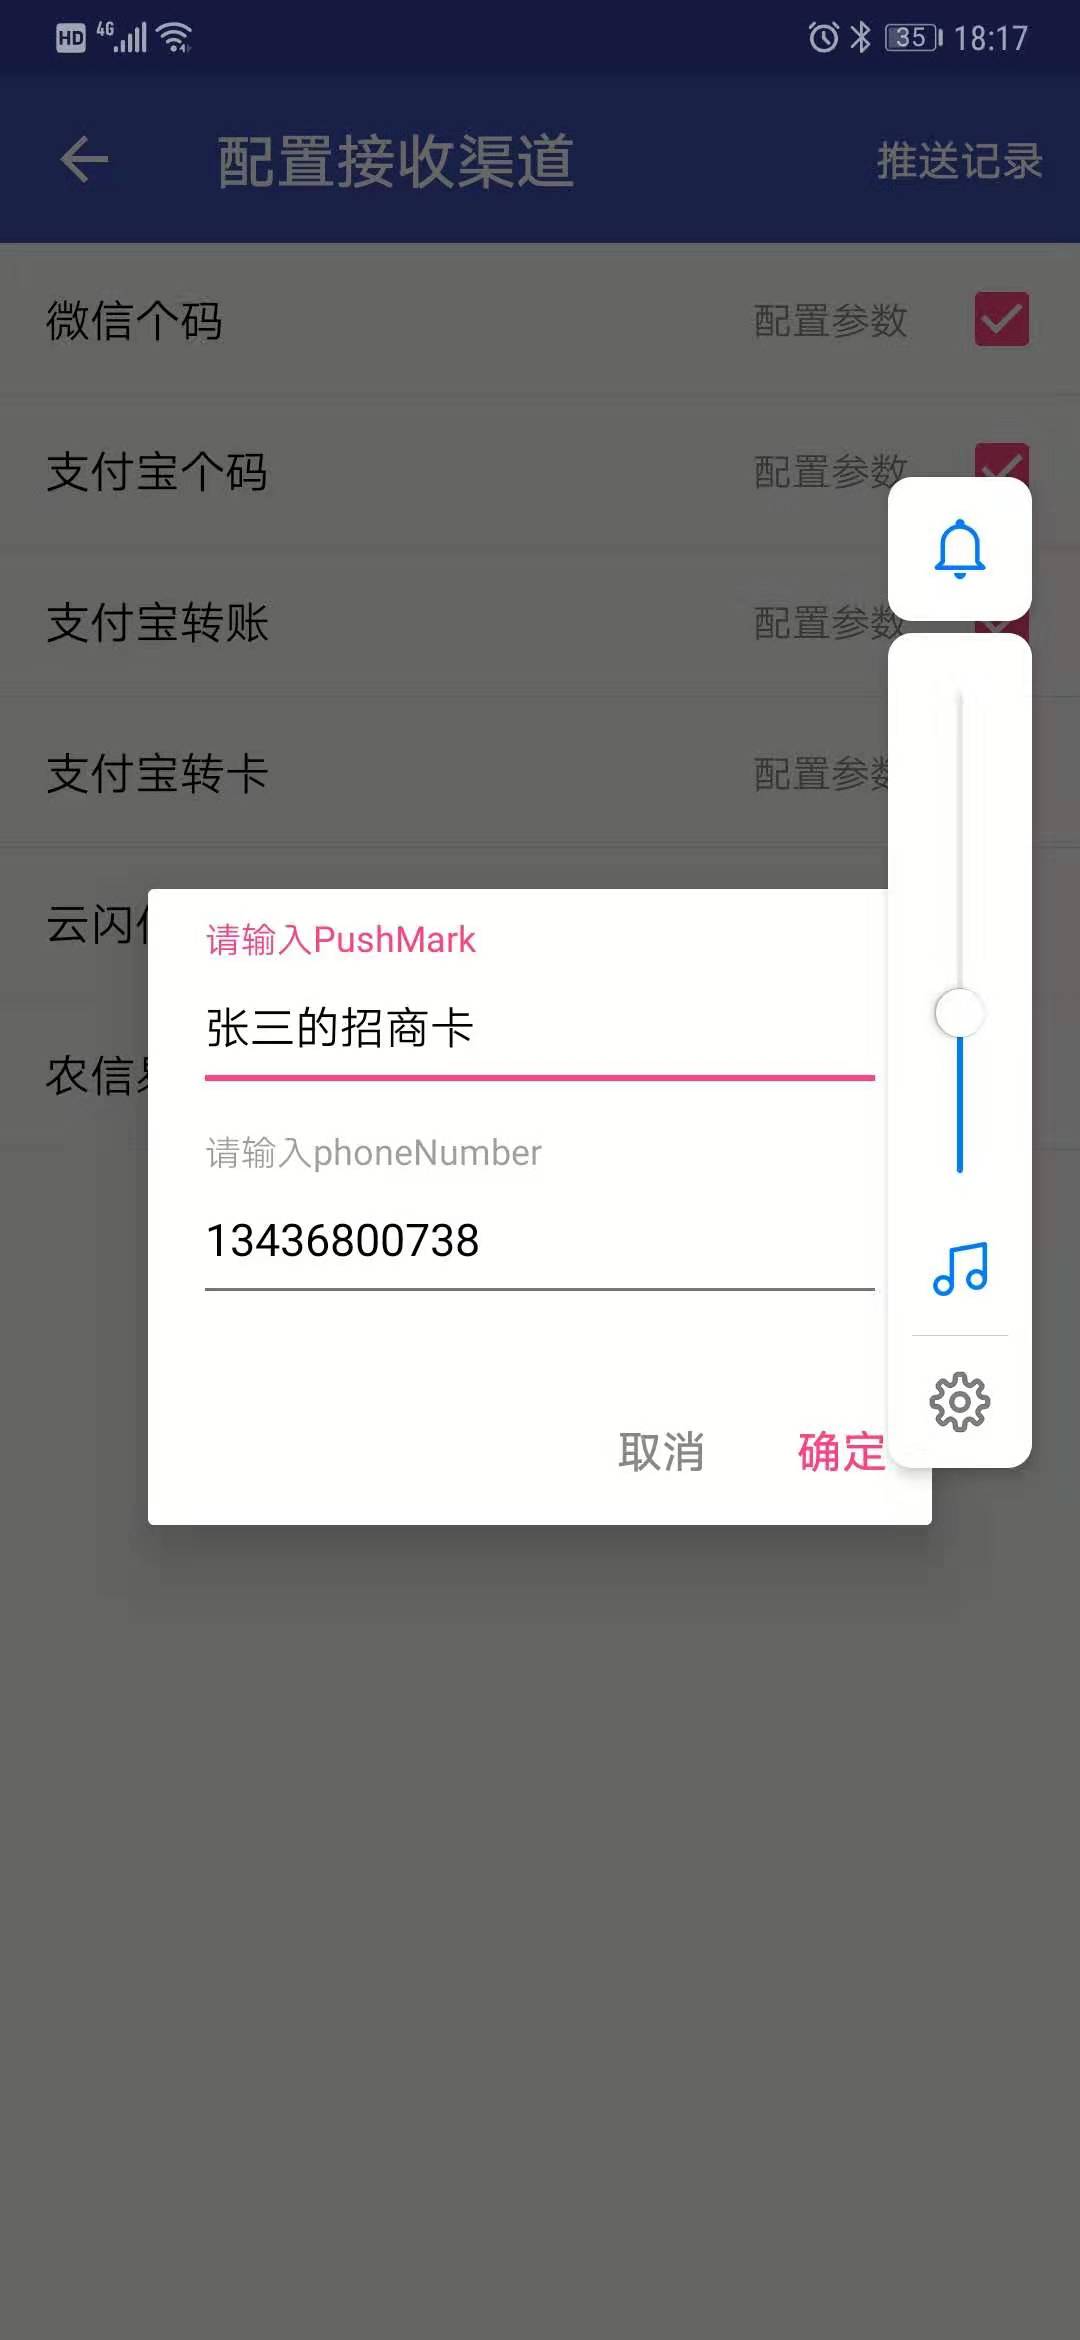 HD 4G 35 18:17
配置接收渠道 推送记录
微信个码 配置参数
支付宝个码 配置参数
支付宝转账 配置参数
支付宝转卡 配置参
云闪
农信
请输入PushMark
张三的招商卡
请输入phoneNumber
13436800738
取消 确定